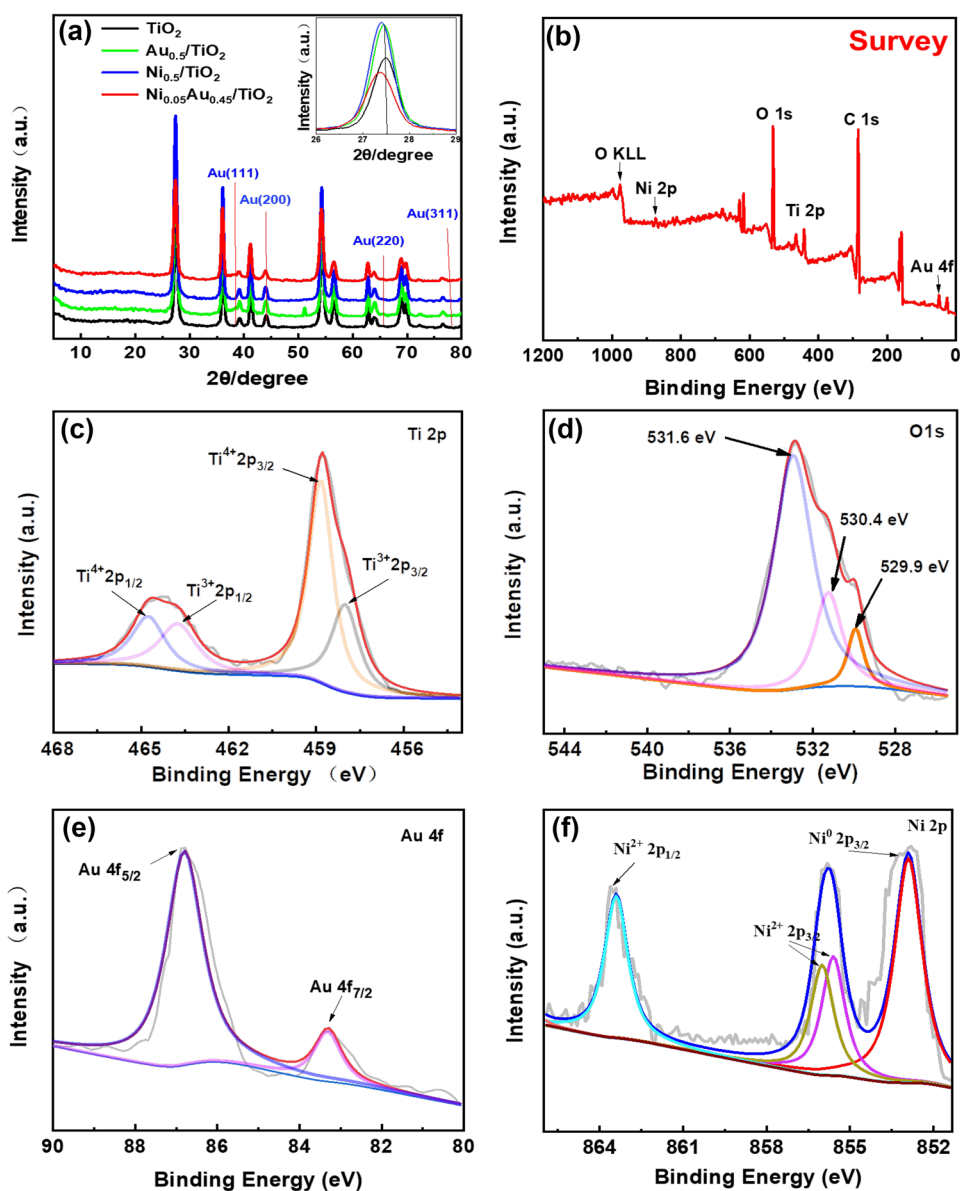 (a)
TiO₂
Au₀.₅/TiO₂
Ni₀.₅/TiO₂
Ni₀.₀₅Au₀.₄₅/TiO₂
Intensity (a.u.)
26 27 28 29
2θ/degree
Au(111)
Au(200)
Au(220)
Au(311)
Intensity（a.u.）
10 20 30 40 50 60 70 80
2θ/degree
(b)
Survey
O KLL
Ni 2p
O 1s
Ti 2p
C 1s
Au 4f
Intensity (a.u.)
1200 1000 800 600 400 200 0
Binding Energy (eV)
(c)
Ti 2p
Ti⁴⁺2p₃/₂
Ti³⁺2p₃/₂
Ti⁴⁺2p₁/₂
Ti³⁺2p₁/₂
Intensity (a.u.)
468 465 462 459 456
Binding Energy（eV）
(d)
O1s
531.6 eV
530.4 eV
529.9 eV
Intensity (a.u.)
544 540 536 532 528
Binding Energy (eV)
(e)
Au 4f
Au 4f₅/₂
Au 4f₇/₂
Intensity（a.u.）
90 88 86 84 82 80
Binding Energy (eV)
(f)
Ni 2p
Ni⁰ 2p₃/₂
Ni²⁺ 2p₁/₂
Ni²⁺ 2p₃/₂
Intensity (a.u.)
864 861 858 855 852
Binding Energy (eV)